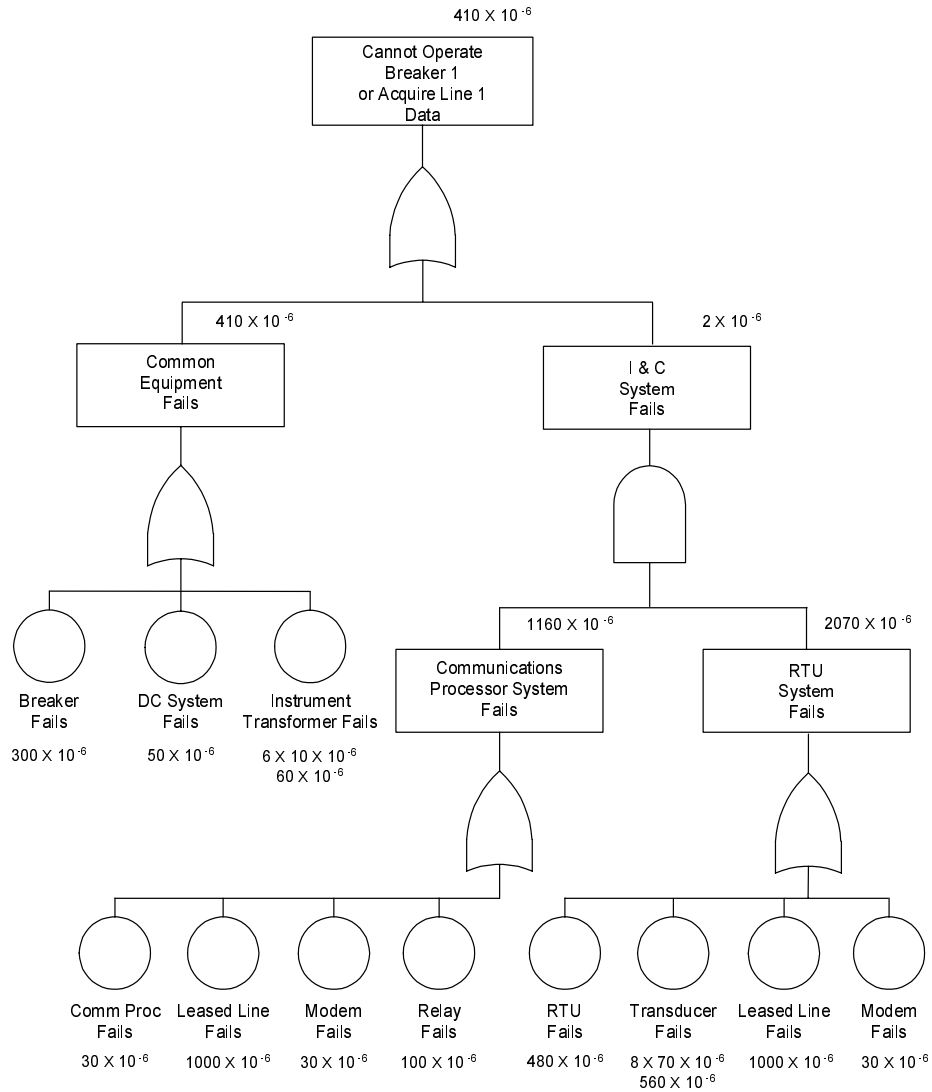 410 X 10⁻⁶
Cannot Operate
Breaker 1
or Acquire Line 1
Data
410 X 10⁻⁶
2 X 10⁻⁶
Common
Equipment
Fails
I & C
System
Fails
1160 X 10⁻⁶
2070 X 10⁻⁶
Communications
Processor System
Fails
RTU
System
Fails
Breaker
Fails
300 X 10⁻⁶
DC System
Fails
50 X 10⁻⁶
Instrument
Transformer Fails
6 X 10 X 10⁻⁶
60 X 10⁻⁶
Comm Proc
Fails
30 X 10⁻⁶
Leased Line
Fails
1000 X 10⁻⁶
Modem
Fails
30 X 10⁻⁶
Relay
Fails
100 X 10⁻⁶
RTU
Fails
480 X 10⁻⁶
Transducer
Fails
8 X 70 X 10⁻⁶
560 X 10⁻⁶
Leased Line
Fails
1000 X 10⁻⁶
Modem
Fails
30 X 10⁻⁶